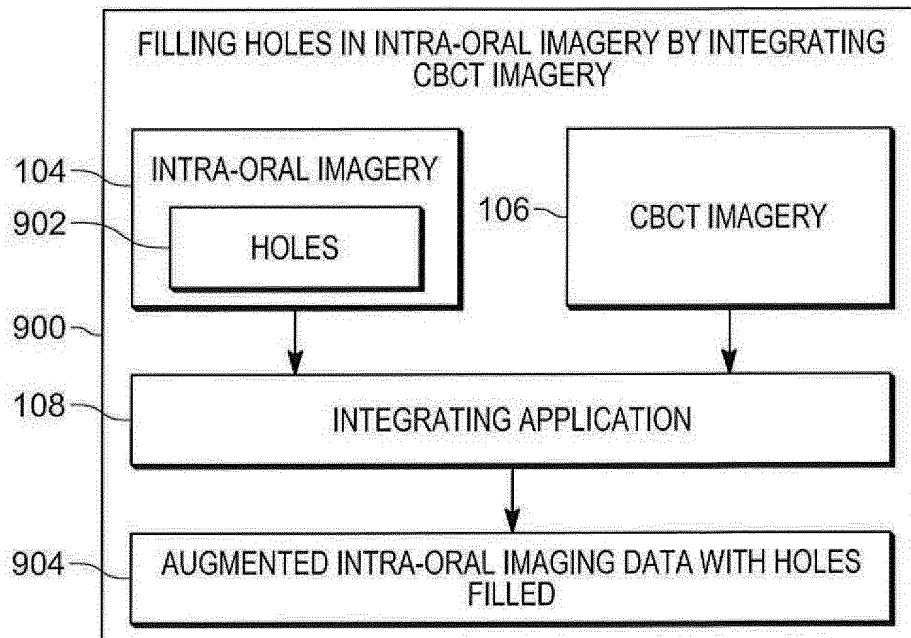 FILLING HOLES IN INTRA-ORAL IMAGERY BY INTEGRATING
CBCT IMAGERY
104
INTRA-ORAL IMAGERY
902
HOLES
106
CBCT IMAGERY
900
108
INTEGRATING APPLICATION
904
AUGMENTED INTRA-ORAL IMAGING DATA WITH HOLES
FILLED